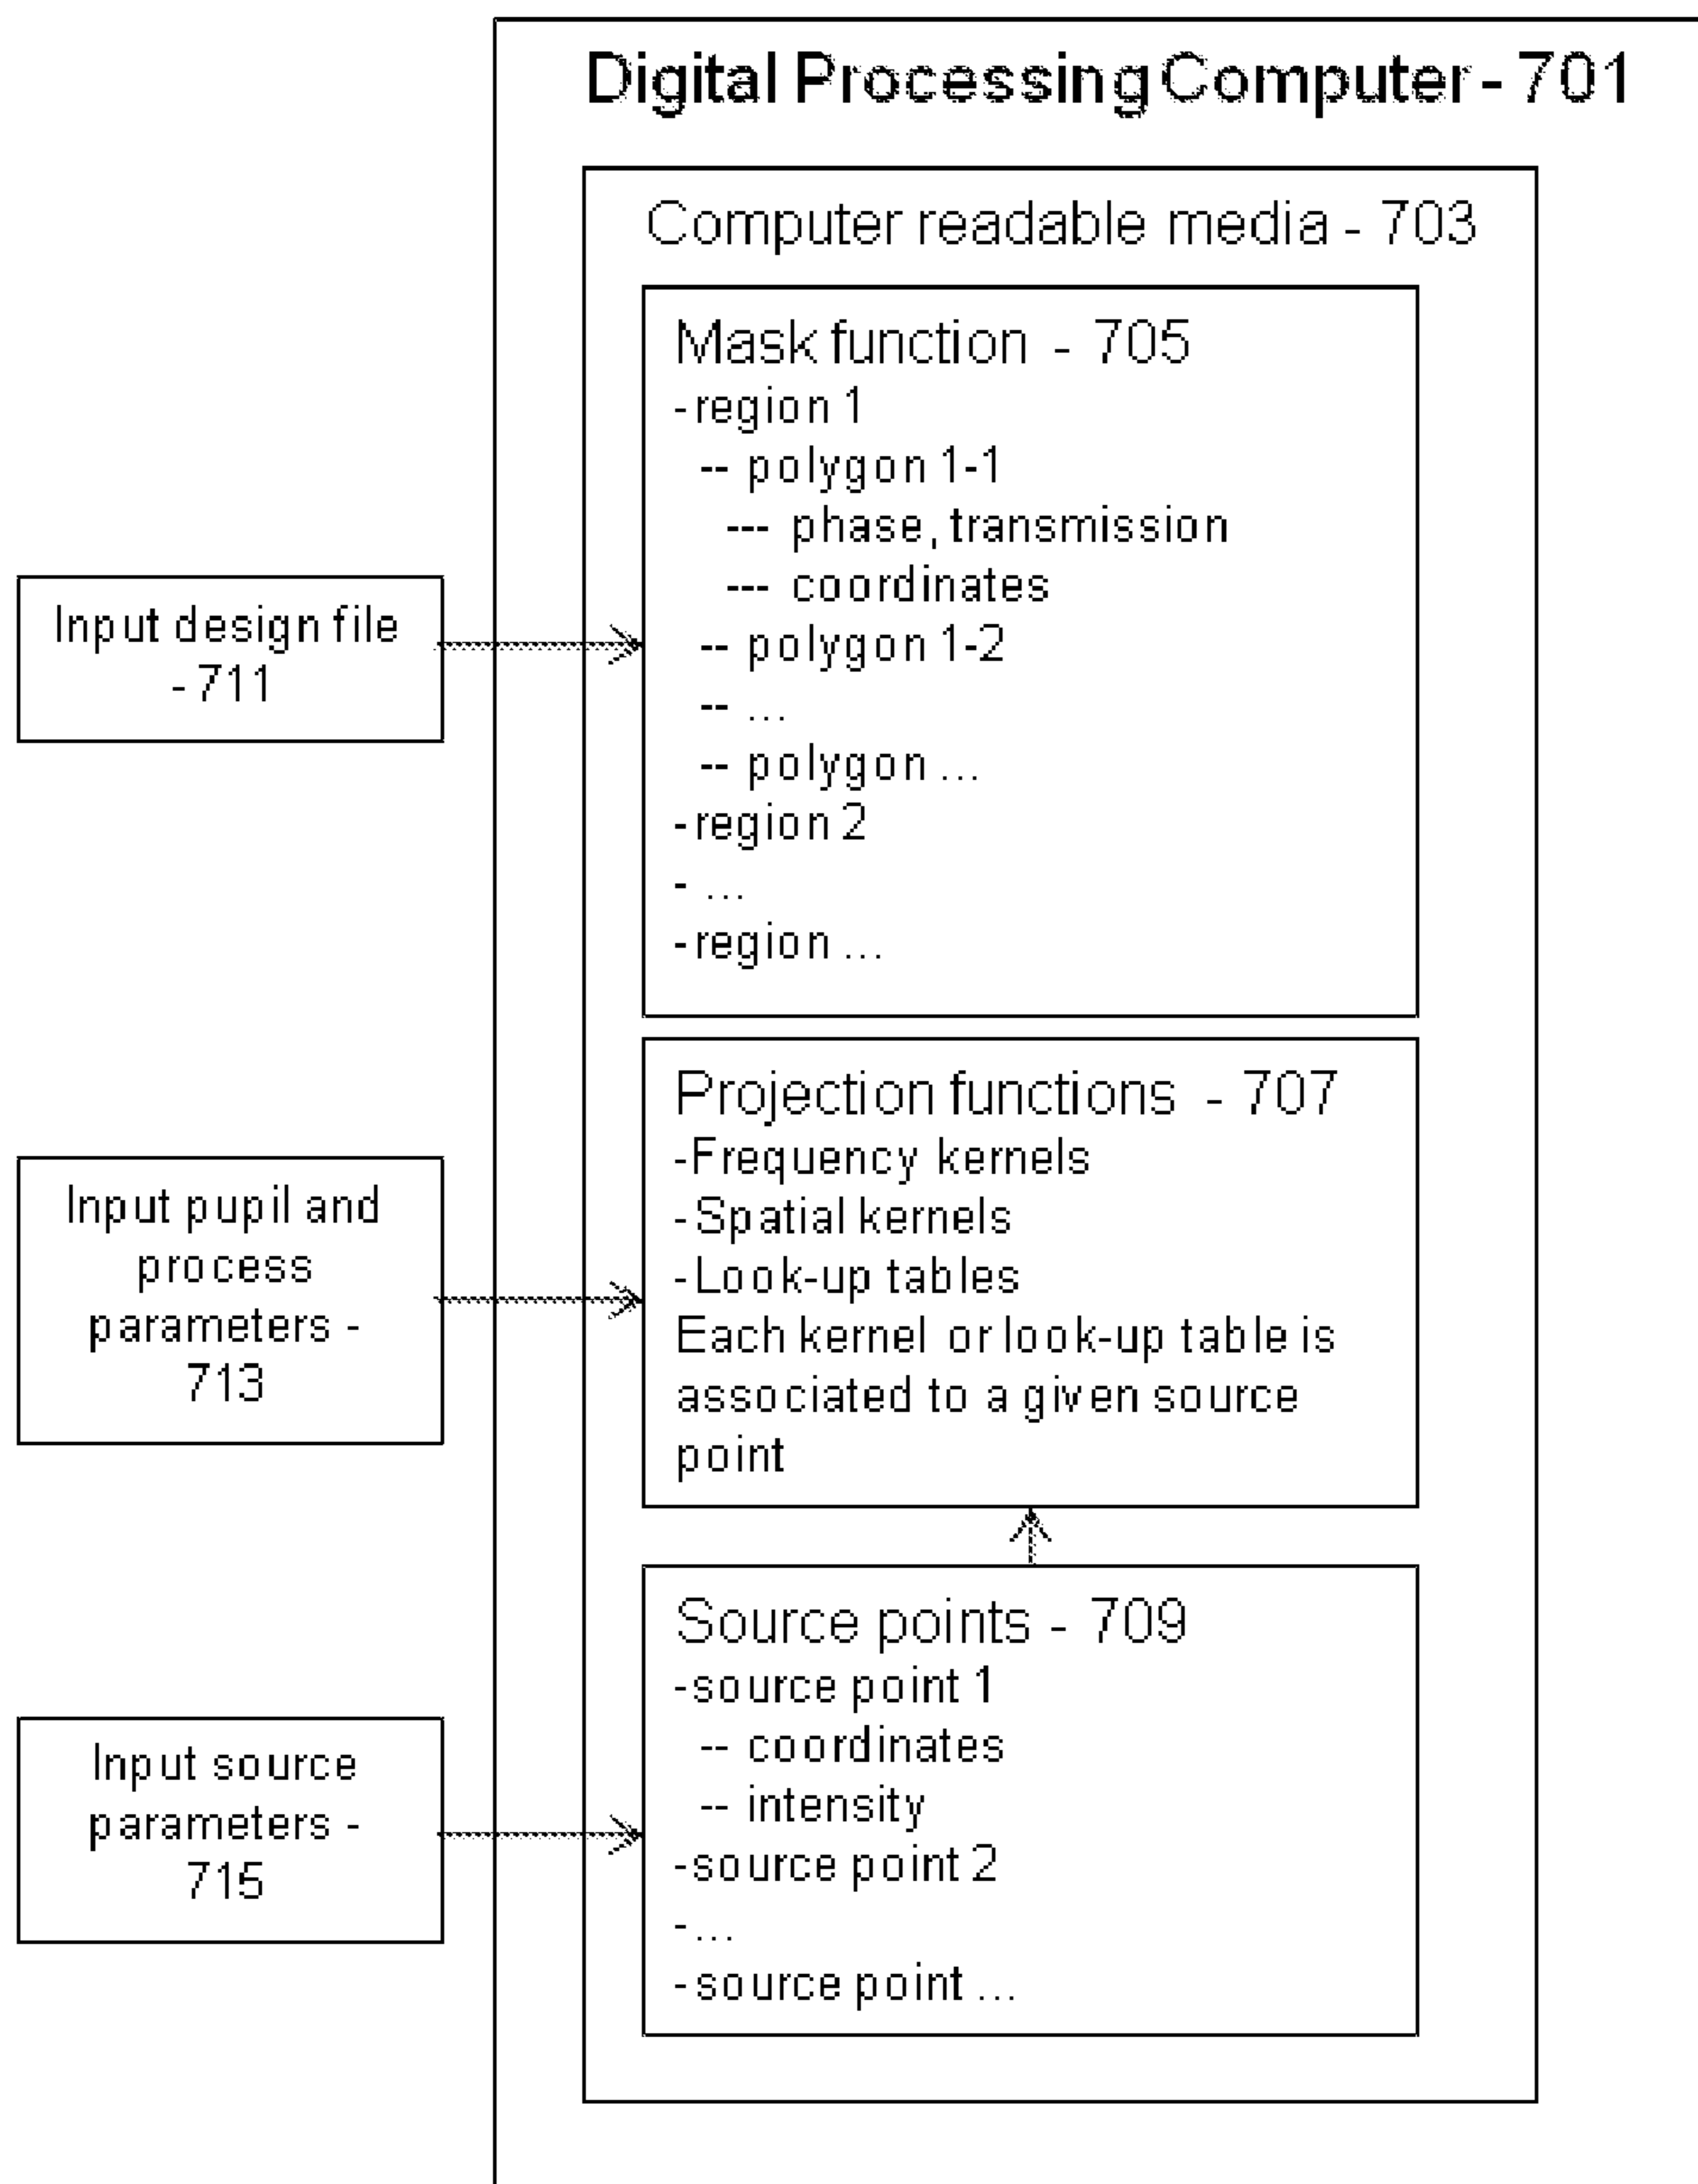 Digital Processing Computer - 701
Computer readable media - 703
Mask function - 705
-region 1
-- polygon 1-1
--- phase, transmission
--- coordinates
-- polygon 1-2
-- ...
-- polygon ...
-region 2
- ...
-region ...
Input design file
- 711
Projection functions - 707
-Frequency kernels
-Spatial kernels
-Look-up tables
Each kernel or look-up table is
associated to a given source
point
Input pupil and
process
parameters -
713
Source points - 709
-source point 1
-- coordinates
-- intensity
-source point 2
-...
-source point ...
Input source
parameters -
715